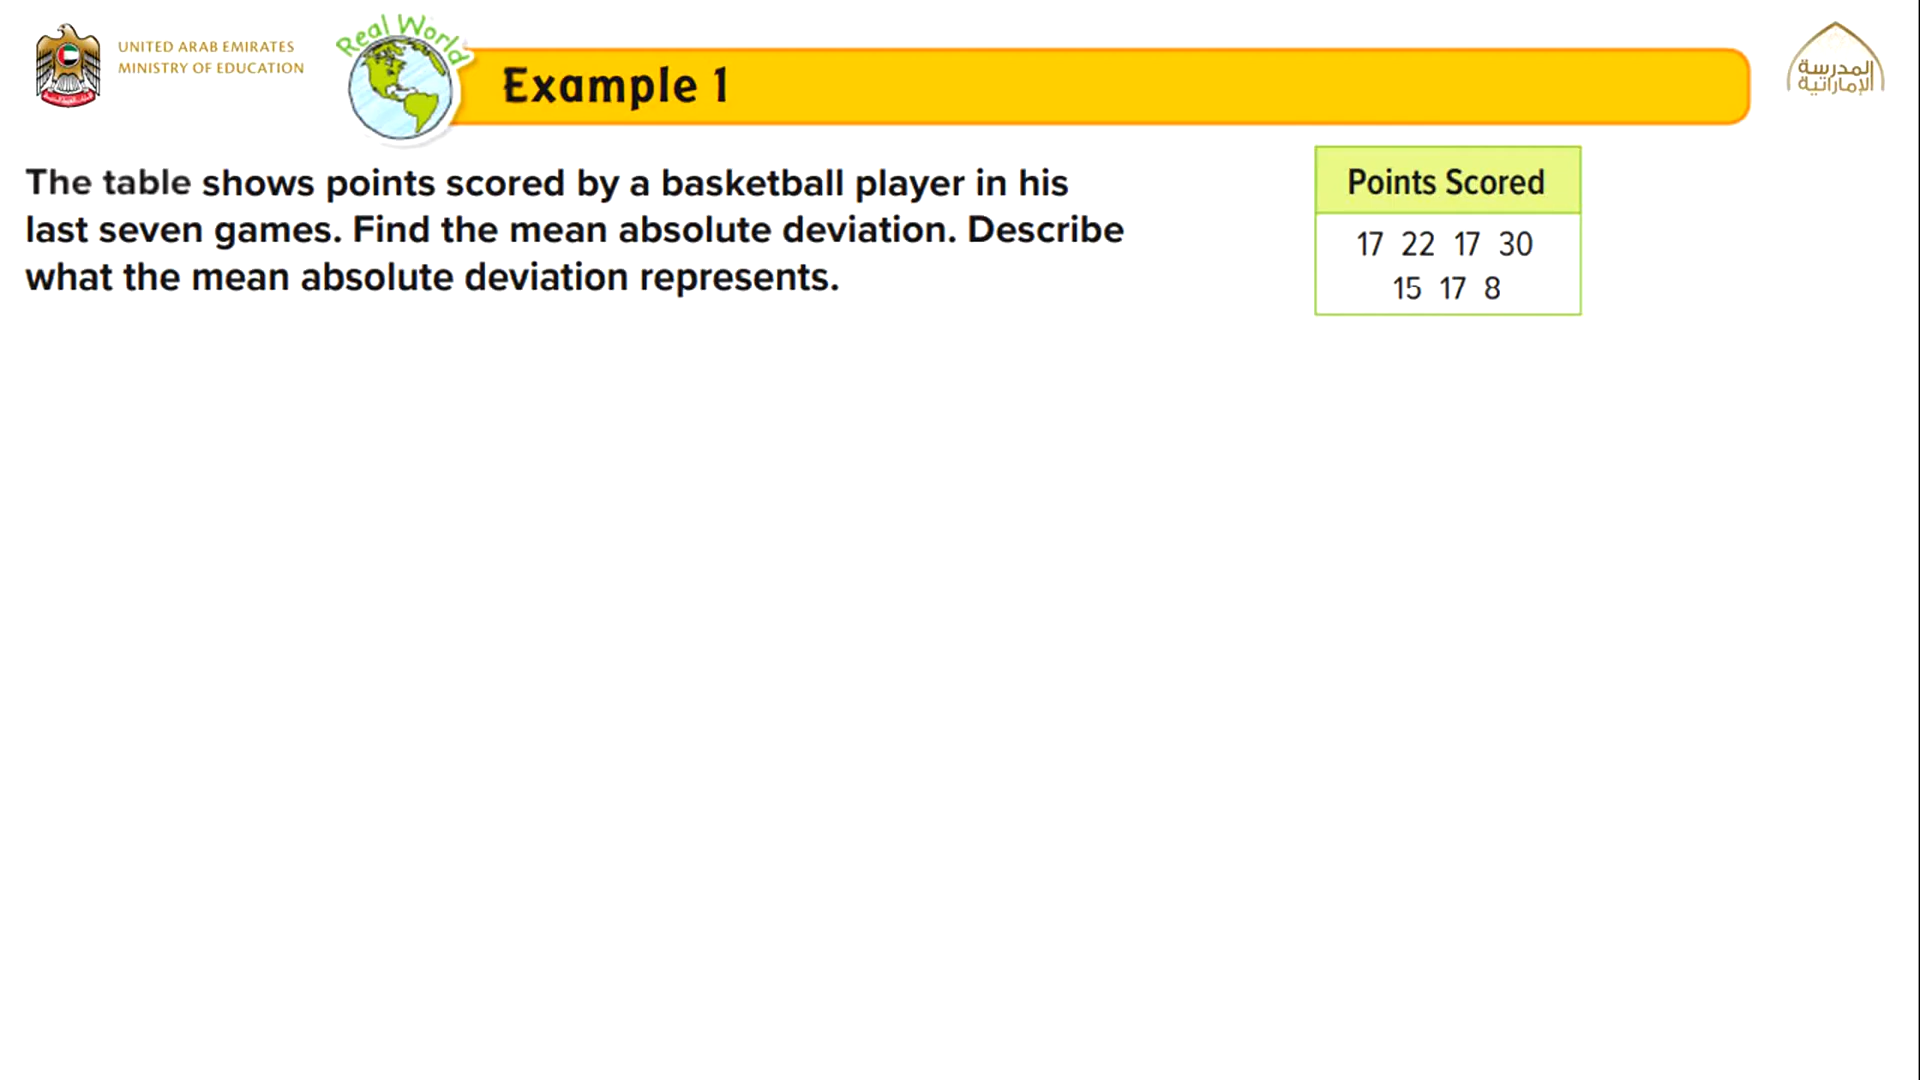 UNITED ARAB EMIRATES
MINISTRY OF EDUCATION
Real World
Example 1
المدرسة
الإماراتية
The table shows points scored by a basketball player in his
last seven games. Find the mean absolute deviation. Describe
what the mean absolute deviation represents.
Points Scored
17 22 17 30
15 17 8